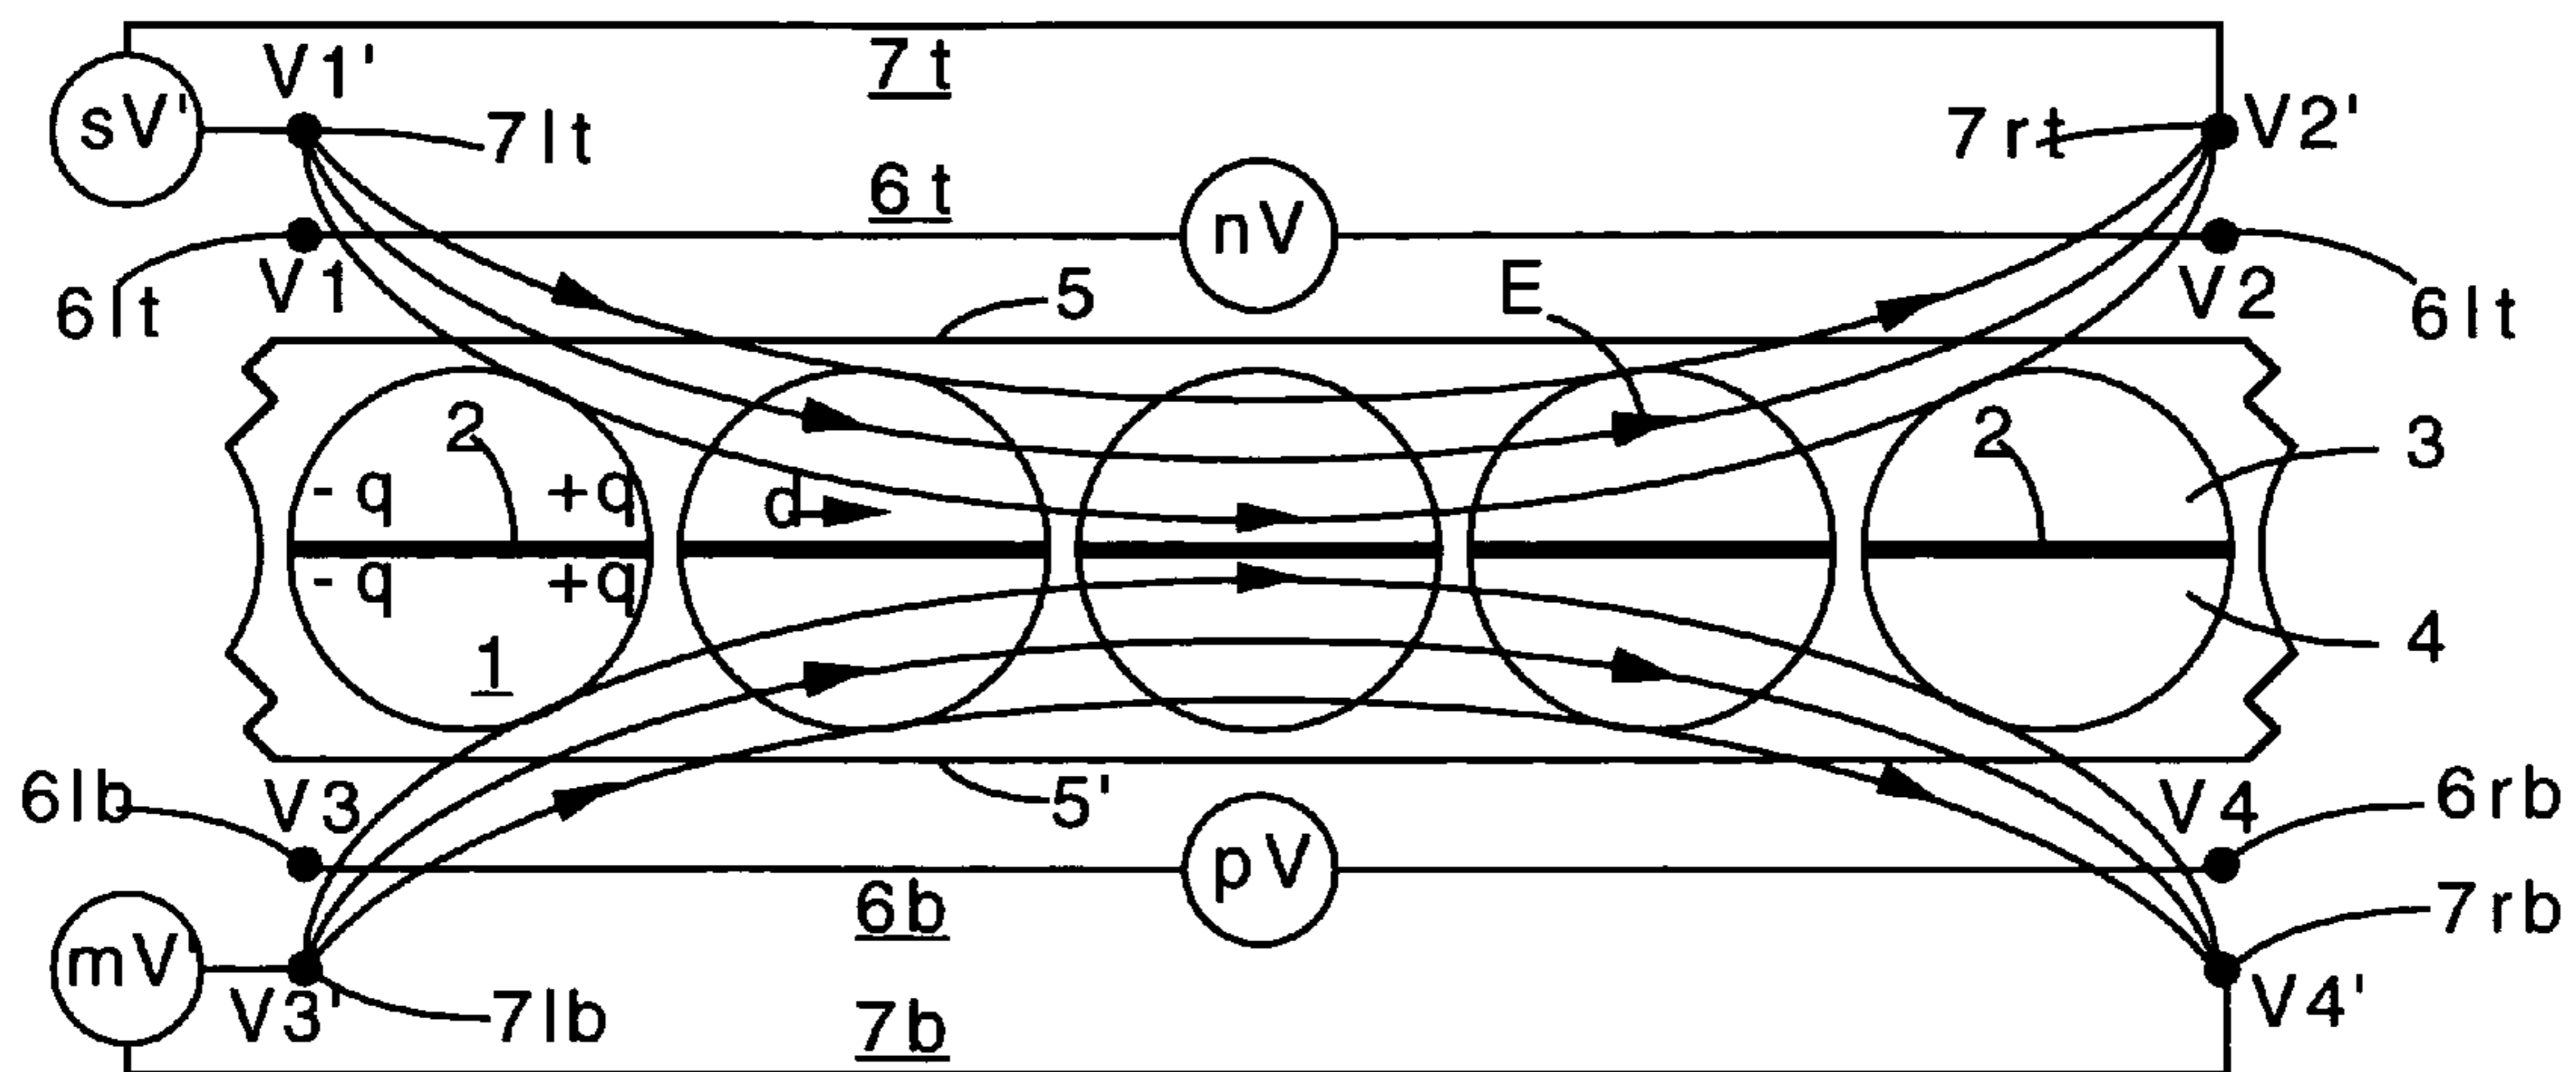 7t
V1'
sV'
7lt
7rt
V2'
6t
nV
V1
6lt
5
E
V2
6lt
2
2
3
- q +q
d
- q +q
1
4
6lb
V3
5'
V4
6rb
pV
6b
7rb
mV'
V3'
7lb
7b
V4'